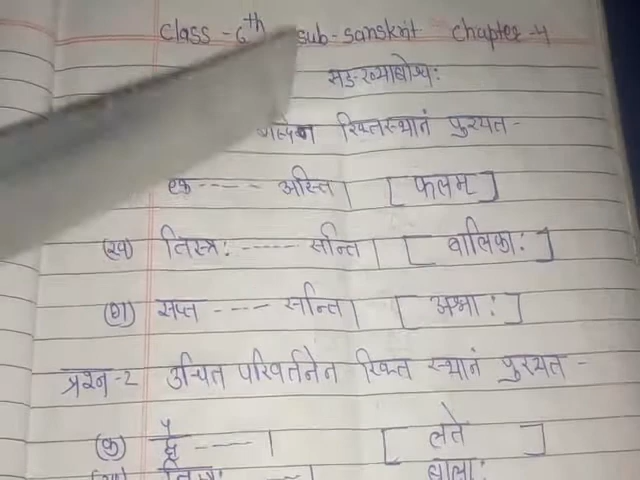 class - 6th sub - sanskrit Chapter - 4
सङ्ख्याबोधः
रिक्तस्थानं पुरयत -
एक ---- अस्ति। [फलम्]
(ख) तिस्त्रः ---- सन्ति। [बालिकाः]
(ग) सप्त ---- सन्ति। [अश्वाः]
प्रश्न-2 उचित परिवर्तनेन रिक्त स्थानं पुरयत -
(क) द्वे ----। [लते]
बालाः